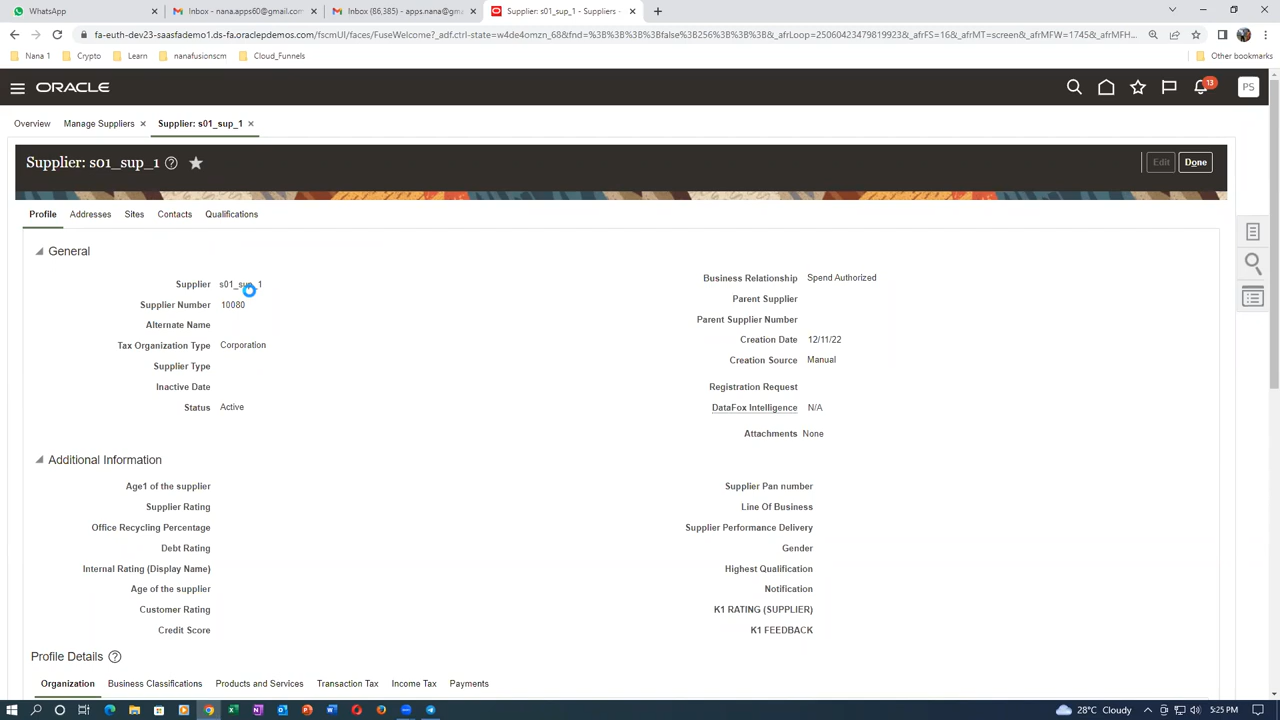 WhatsApp
Inbox - nana.apps60@gmail.com
Inbox (86,385) - apps.nana@gm
Supplier: s01_sup_1 - Suppliers -
fa-euth-dev23-saasfademo1.ds-fa.oraclepdemos.com/fscmUI/faces/FuseWelcome?_adf.ctrl-state=w4de4omzn_68&fnd=%3B%3B%3B%3Bfalse%3B256%3B%3B%3B&_afrLoop=25060423479819923&_afrFS=16&_afrMT=screen&_afrMFW=1745&_afrMFH...
Nana 1
Crypto
Learn
nanafusionscm
Cloud_Funnels
Other bookmarks
ORACLE
13
PS
Overview
Manage Suppliers
Supplier: s01_sup_1
Supplier: s01_sup_1
Edit
Done
Profile
Addresses
Sites
Contacts
Qualifications
General
Supplier s01_sup_1
Supplier Number 10080
Alternate Name
Tax Organization Type Corporation
Supplier Type
Inactive Date
Status Active
Business Relationship Spend Authorized
Parent Supplier
Parent Supplier Number
Creation Date 12/11/22
Creation Source Manual
Registration Request
DataFox Intelligence N/A
Attachments None
Additional Information
Age1 of the supplier
Supplier Rating
Office Recycling Percentage
Debt Rating
Internal Rating (Display Name)
Age of the supplier
Customer Rating
Credit Score
Supplier Pan number
Line Of Business
Supplier Performance Delivery
Gender
Highest Qualification
Notification
K1 RATING (SUPPLIER)
K1 FEEDBACK
Profile Details
Organization
Business Classifications
Products and Services
Transaction Tax
Income Tax
Payments
28°C Cloudy
5:25 PM